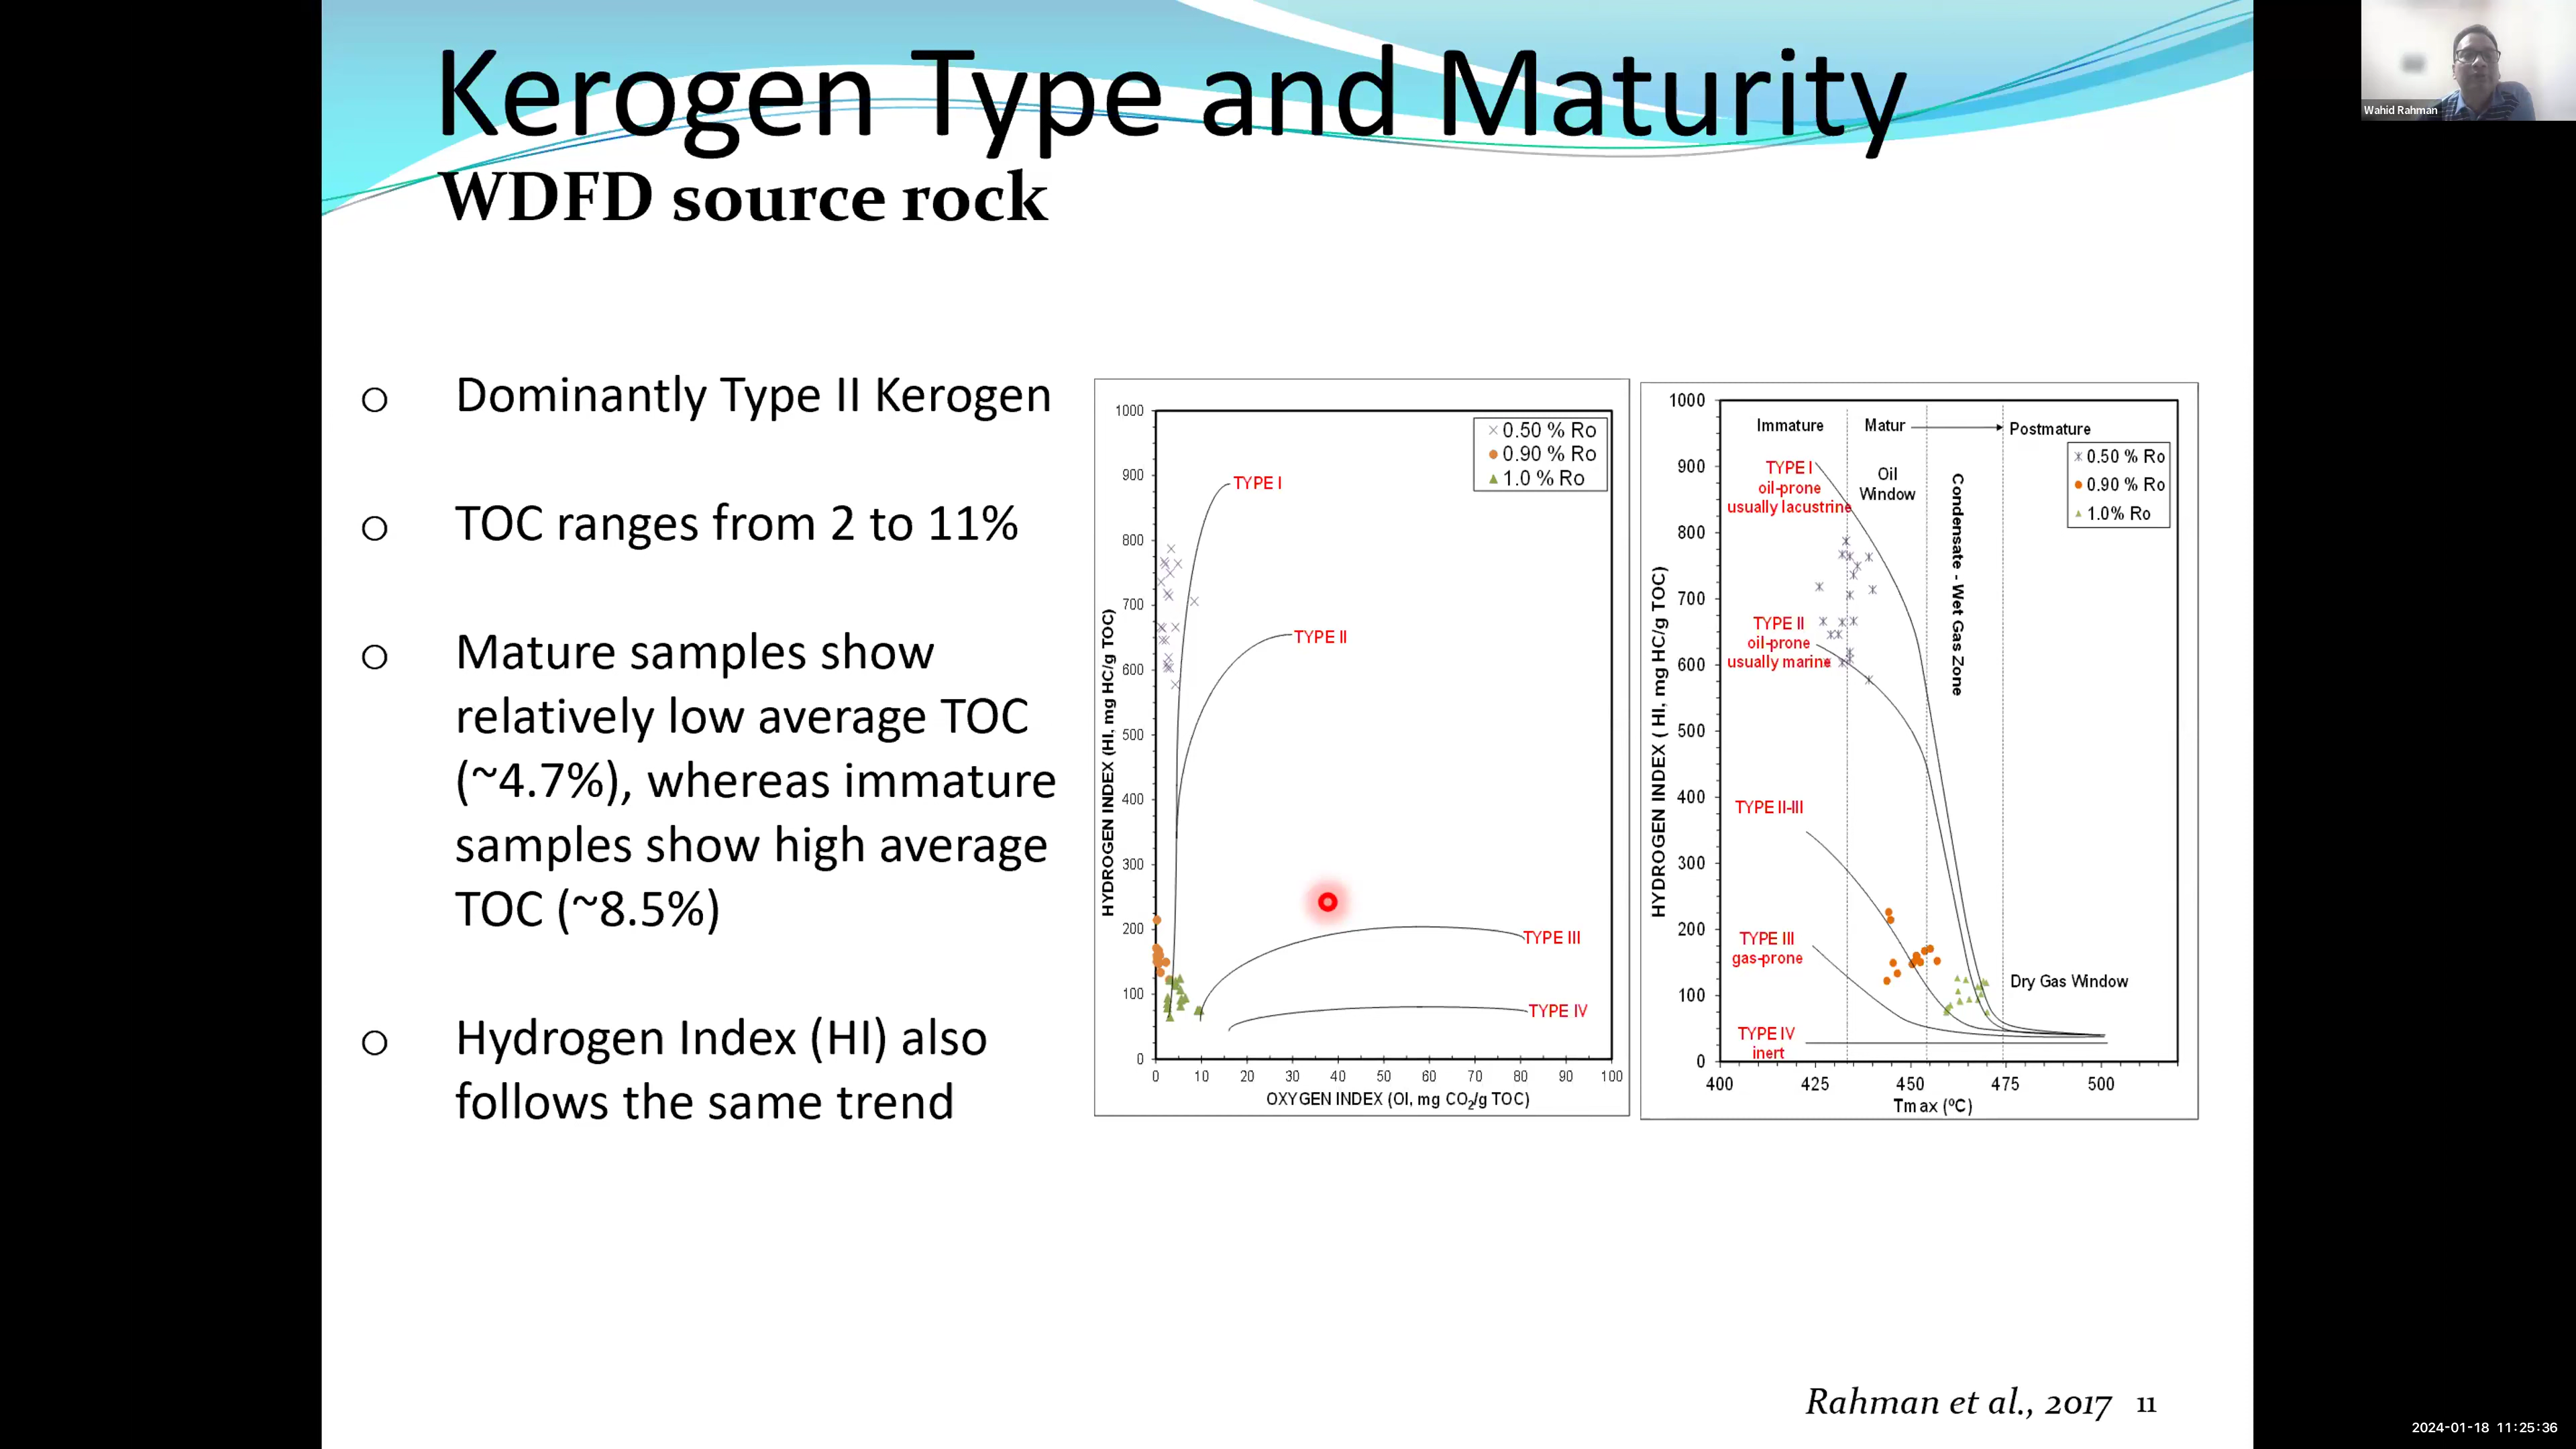 Kerogen Type and Maturity
WDFD source rock
Wahid Rahman
o Dominantly Type II Kerogen
o TOC ranges from 2 to 11%
o Mature samples show
relatively low average TOC
(~4.7%), whereas immature
samples show high average
TOC (~8.5%)
o Hydrogen Index (HI) also
follows the same trend
1000
900
800
700
600
500
400
300
200
100
0
HYDROGEN INDEX (HI, mg HC/g TOC)
0.50 % Ro
0.90 % Ro
1.0 % Ro
TYPE I
TYPE II
TYPE III
TYPE IV
0 10 20 30 40 50 60 70 80 90 100
OXYGEN INDEX (OI, mg CO2/g TOC)
1000
900
800
700
600
500
400
300
200
100
0
HYDROGEN INDEX ( HI, mg HC/g TOC)
Immature Matur Postmature
0.50 % Ro
0.90 % Ro
1.0% Ro
TYPE I
oil-prone
usually lacustrine
Oil
Window
Condensate - Wet Gas Zone
TYPE II
oil-prone
usually marine
TYPE II-III
TYPE III
gas-prone
Dry Gas Window
TYPE IV
inert
400 425 450 475 500
Tmax (ºC)
Rahman et al., 2017 11
2024-01-18 11:25:36